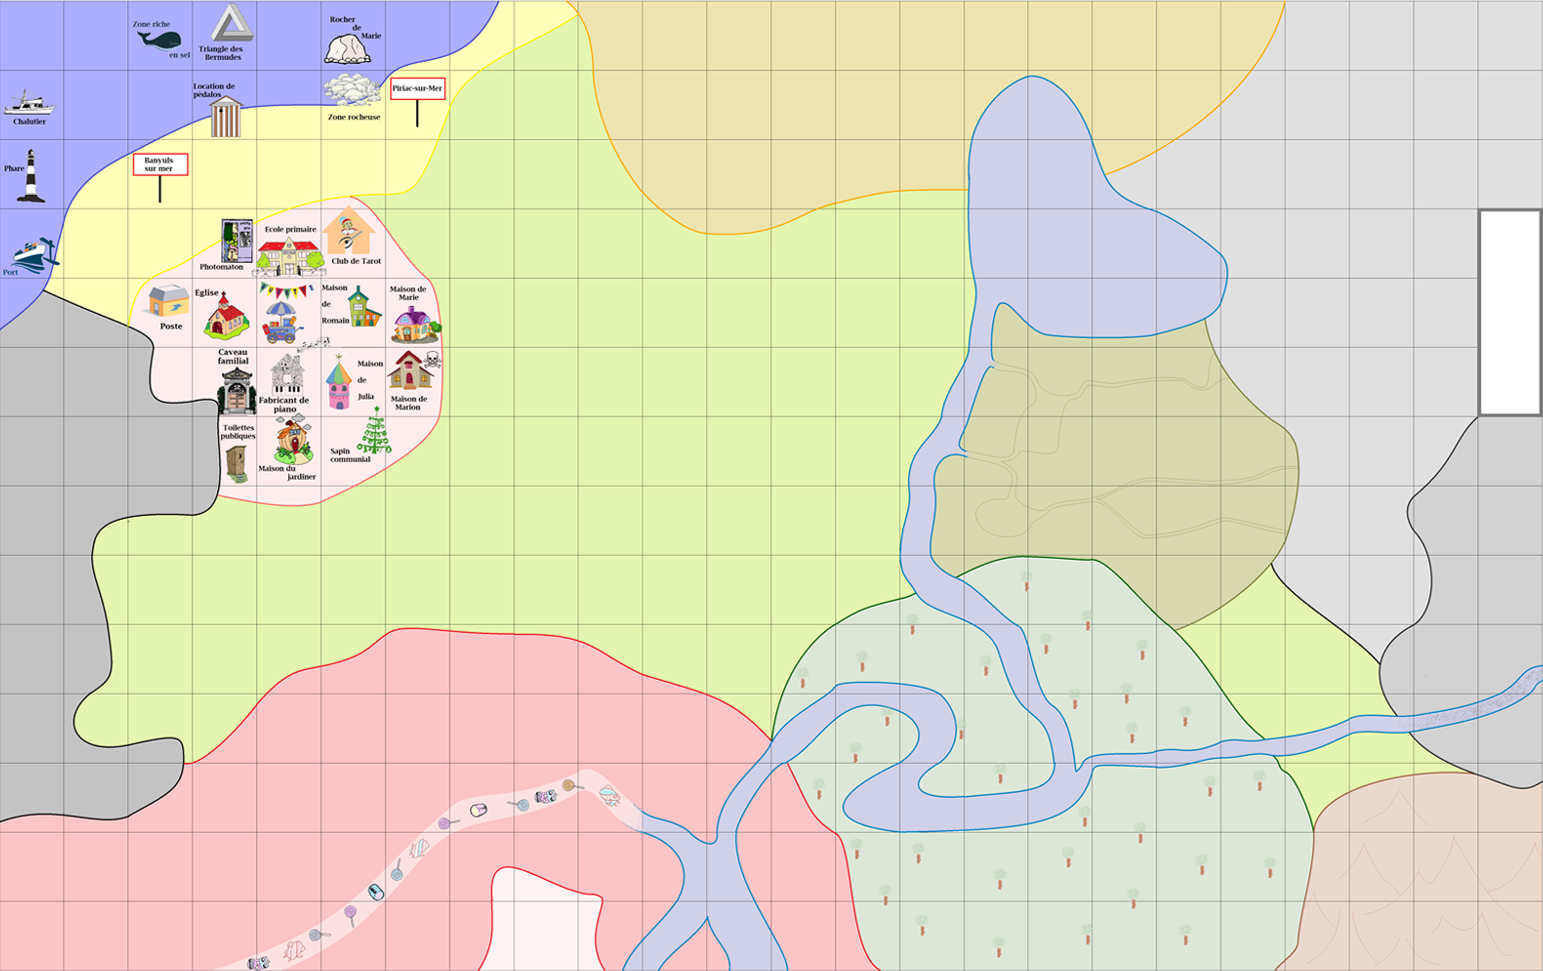 Zone riche
en sel
Triangle des
Bermudes
Rocher
de
Marie
Chalutier
Location de
pédalos
Zone rocheuse
Piriac-sur-Mer
Phare
Banyuls
sur mer
Port
Photomaton
Ecole primaire
Club de Tarot
Poste
Eglise
Maison
de
Romain
Maison de
Marie
Caveau
familial
Fabricant de
piano
Maison
de
Julia
Maison de
Marion
Toilettes
publiques
Maison du
jardiner
Sapin
communial